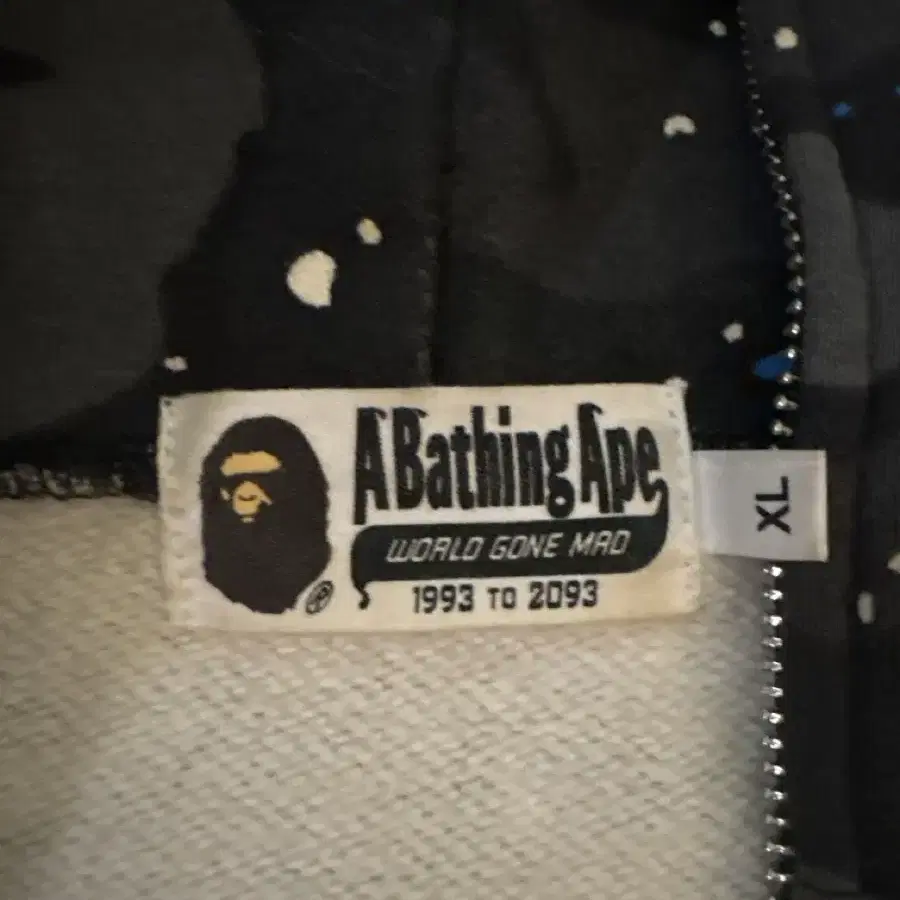 A Bathing Ape
WORLD GONE MAD
1993 TO 2093
®
XL